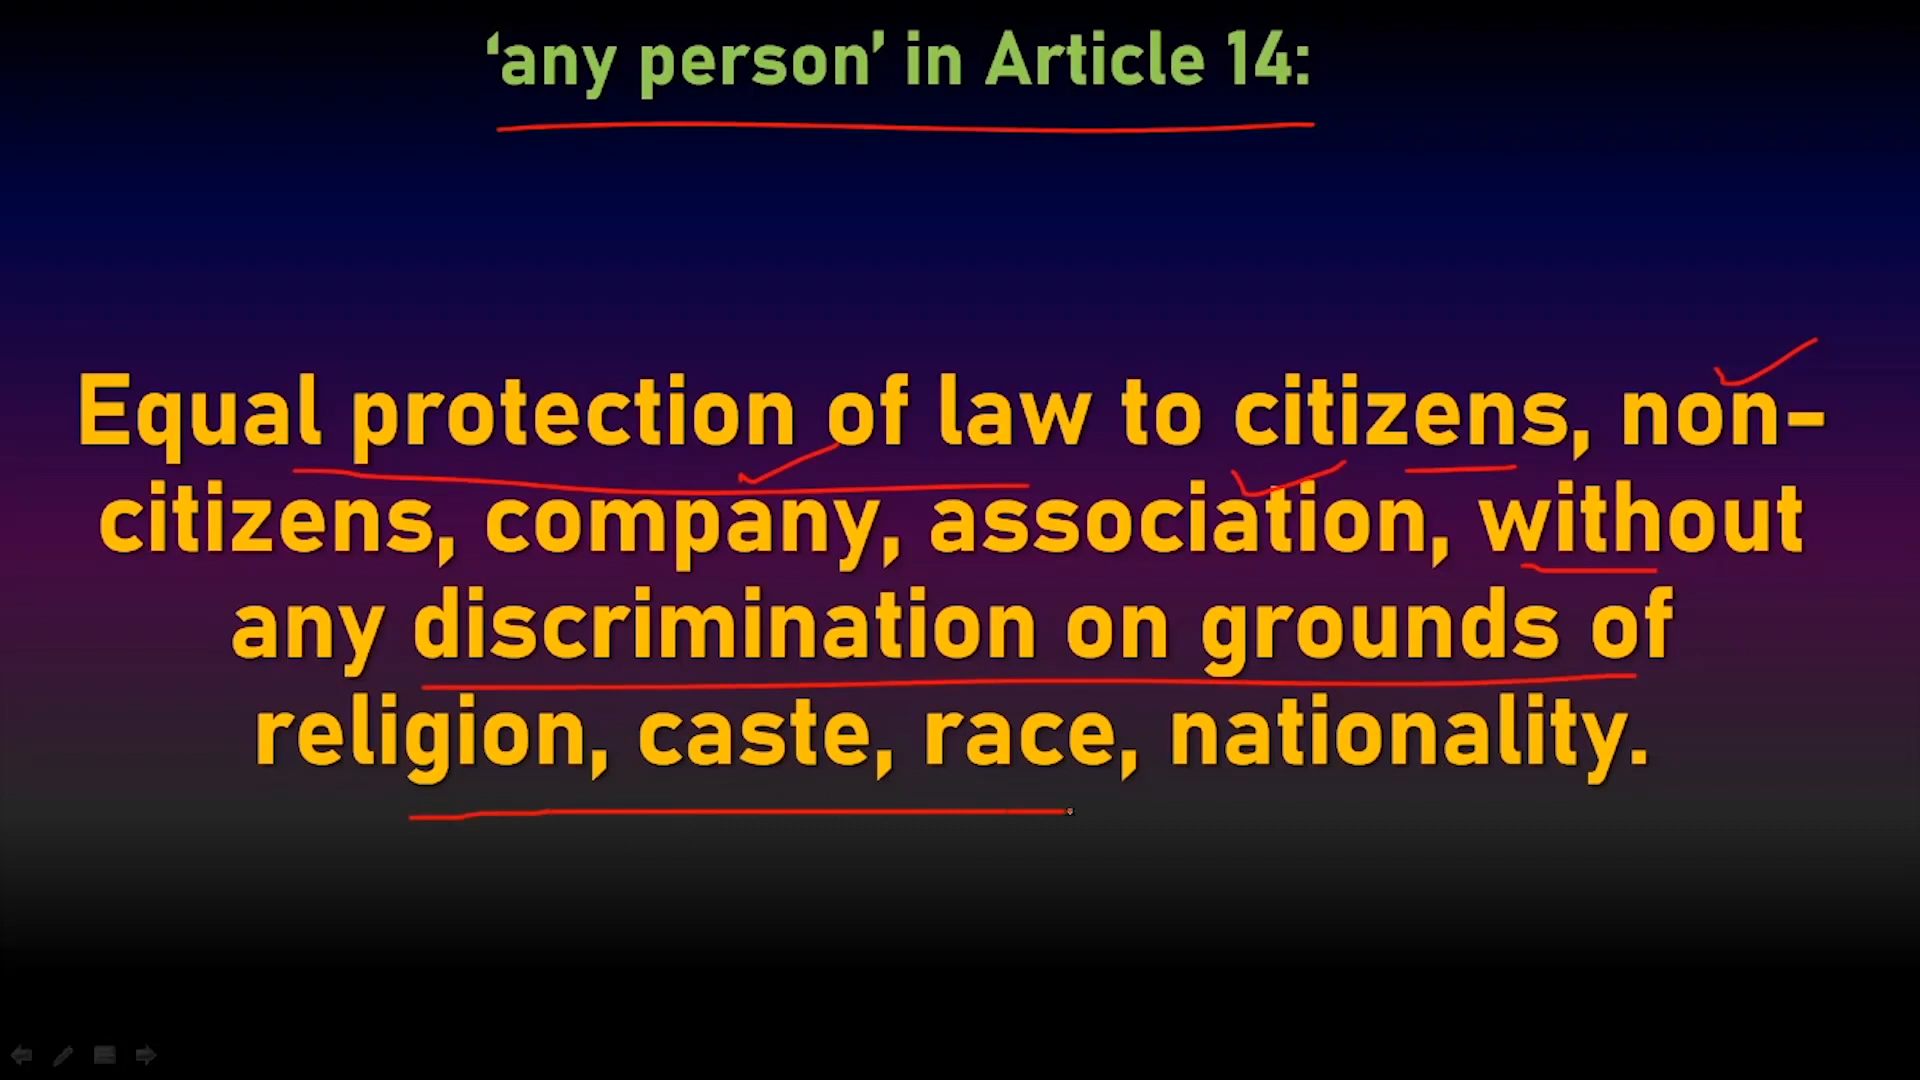 ‘any person’ in Article 14:
Equal protection of law to citizens, non-
citizens, company, association, without
any discrimination on grounds of
religion, caste, race, nationality.